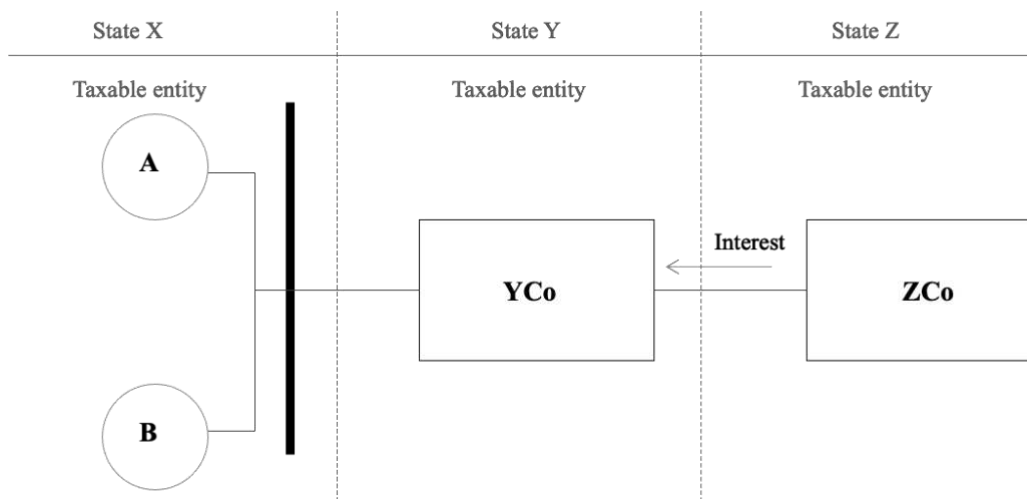 State X State Y State Z
Taxable entity Taxable entity Taxable entity
A
Interest
YCo ZCo
B